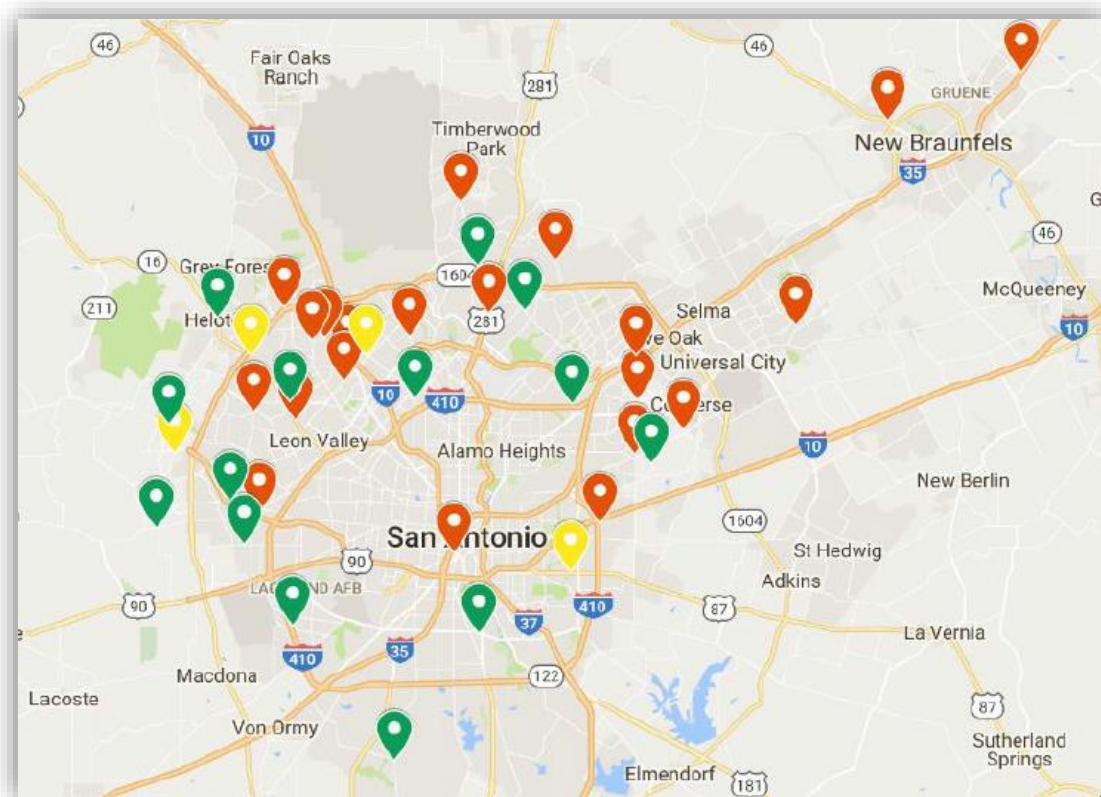 46
Fair Oaks
Ranch
281
46
GRUENE
10
Timberwood
Park
New Braunfels
35
46
16
Grey Fores
1604
McQueeney
211
Helot
281
Selma
10
ve Oak
Universal City
10
410
Leon Valley
Alamo Heights
10
New Berlin
San Antonio
1604
St Hedwig
90
Adkins
AFB
90
410
87
37
La Vernia
410
35
Macdona
122
Lacoste
87
Von Ormy
Sutherland
Springs
Elmendorf
181